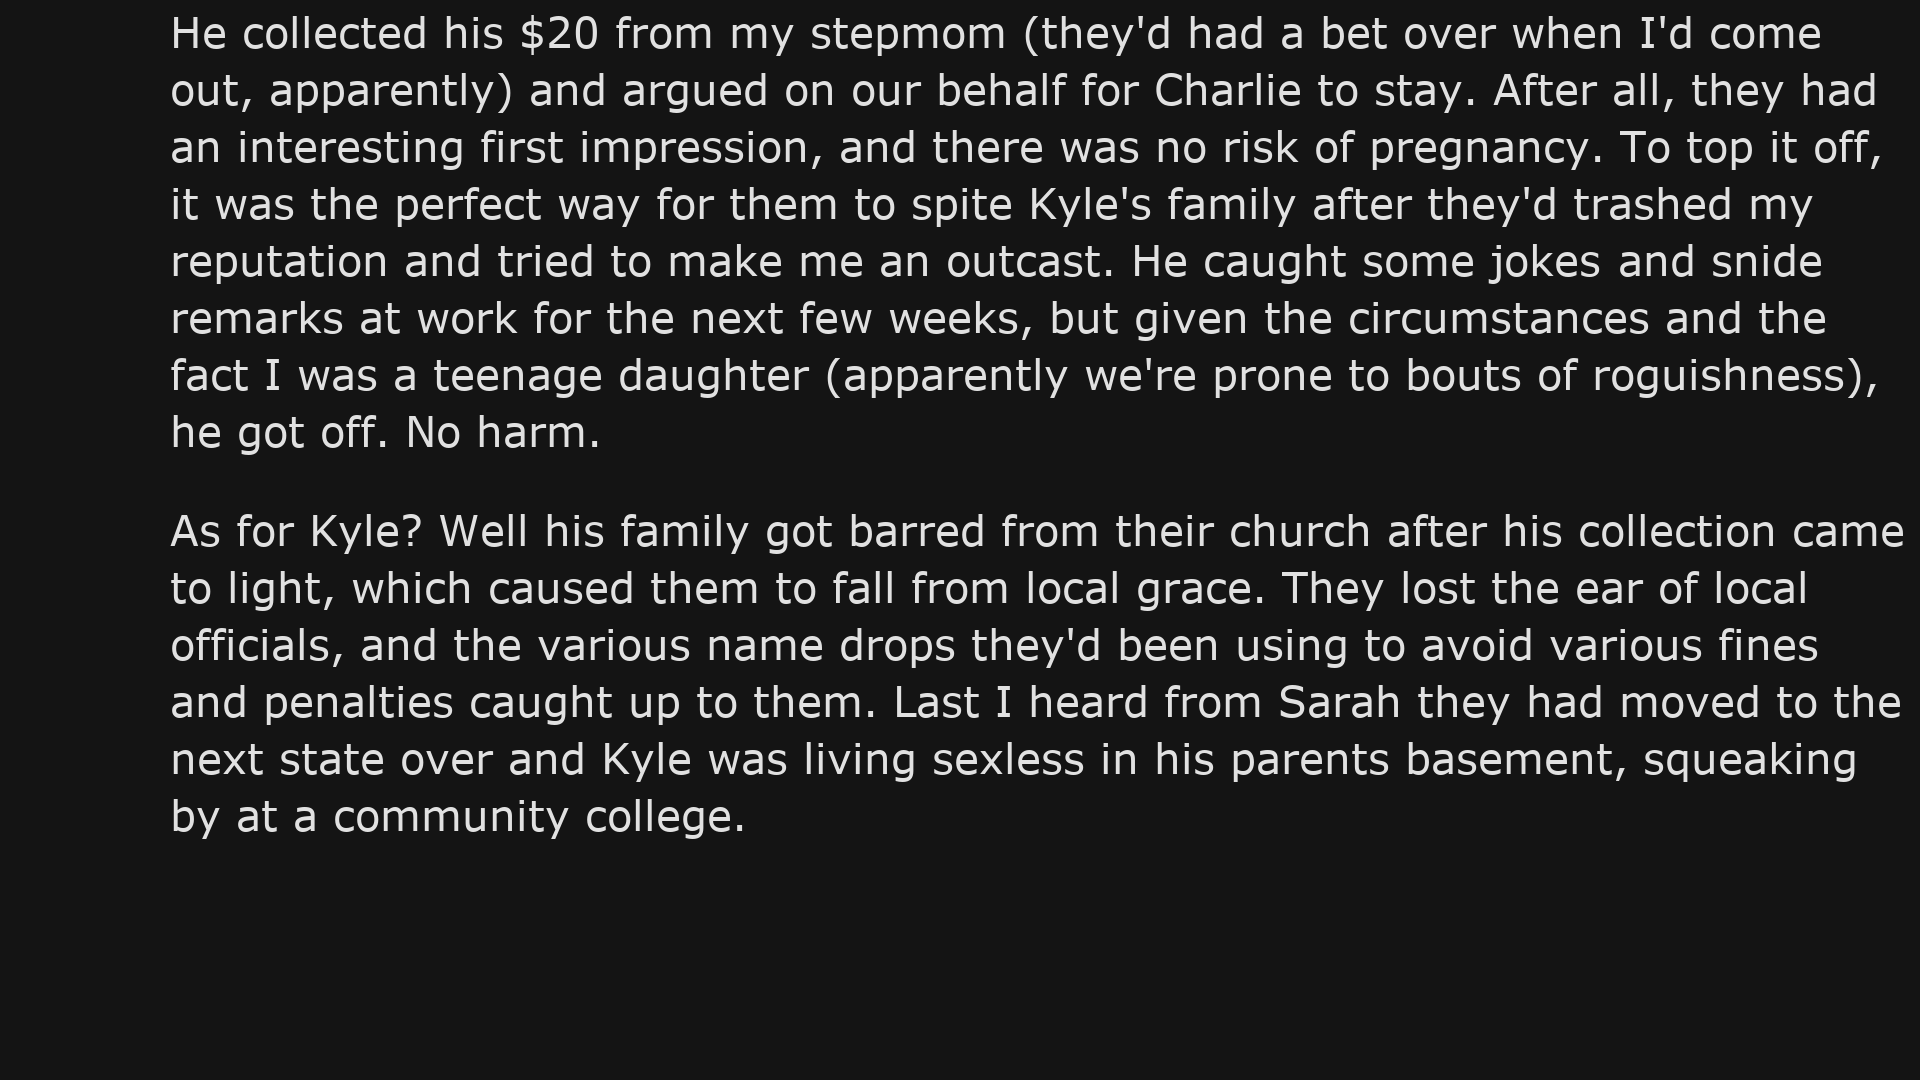 He collected his $20 from my stepmom (they'd had a bet over when I'd come
out, apparently) and argued on our behalf for Charlie to stay. After all, they had
an interesting first impression, and there was no risk of pregnancy. To top it off,
it was the perfect way for them to spite Kyle's family after they'd trashed my
reputation and tried to make me an outcast. He caught some jokes and snide
remarks at work for the next few weeks, but given the circumstances and the
fact I was a teenage daughter (apparently we're prone to bouts of roguishness),
he got off. No harm.
As for Kyle? Well his family got barred from their church after his collection came
to light, which caused them to fall from local grace. They lost the ear of local
officials, and the various name drops they'd been using to avoid various fines
and penalties caught up to them. Last I heard from Sarah they had moved to the
next state over and Kyle was living sexless in his parents basement, squeaking
by at a community college.